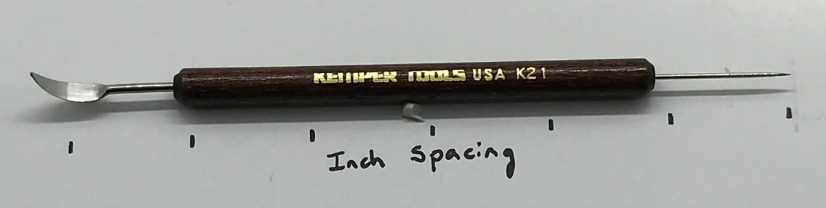 KEMPER TOOLS USA K21
Inch Spacing